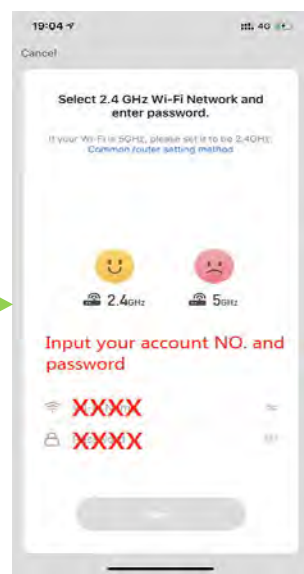 19:04
4G
Cancel
Select 2.4 GHz Wi-Fi Network and
enter password.
If your Wi-Fi is 5GHz, please set it to be 2.4GHz.
Common router setting method
2.4GHz 5GHz
Input your account NO. and
password
XXXX
XXXX